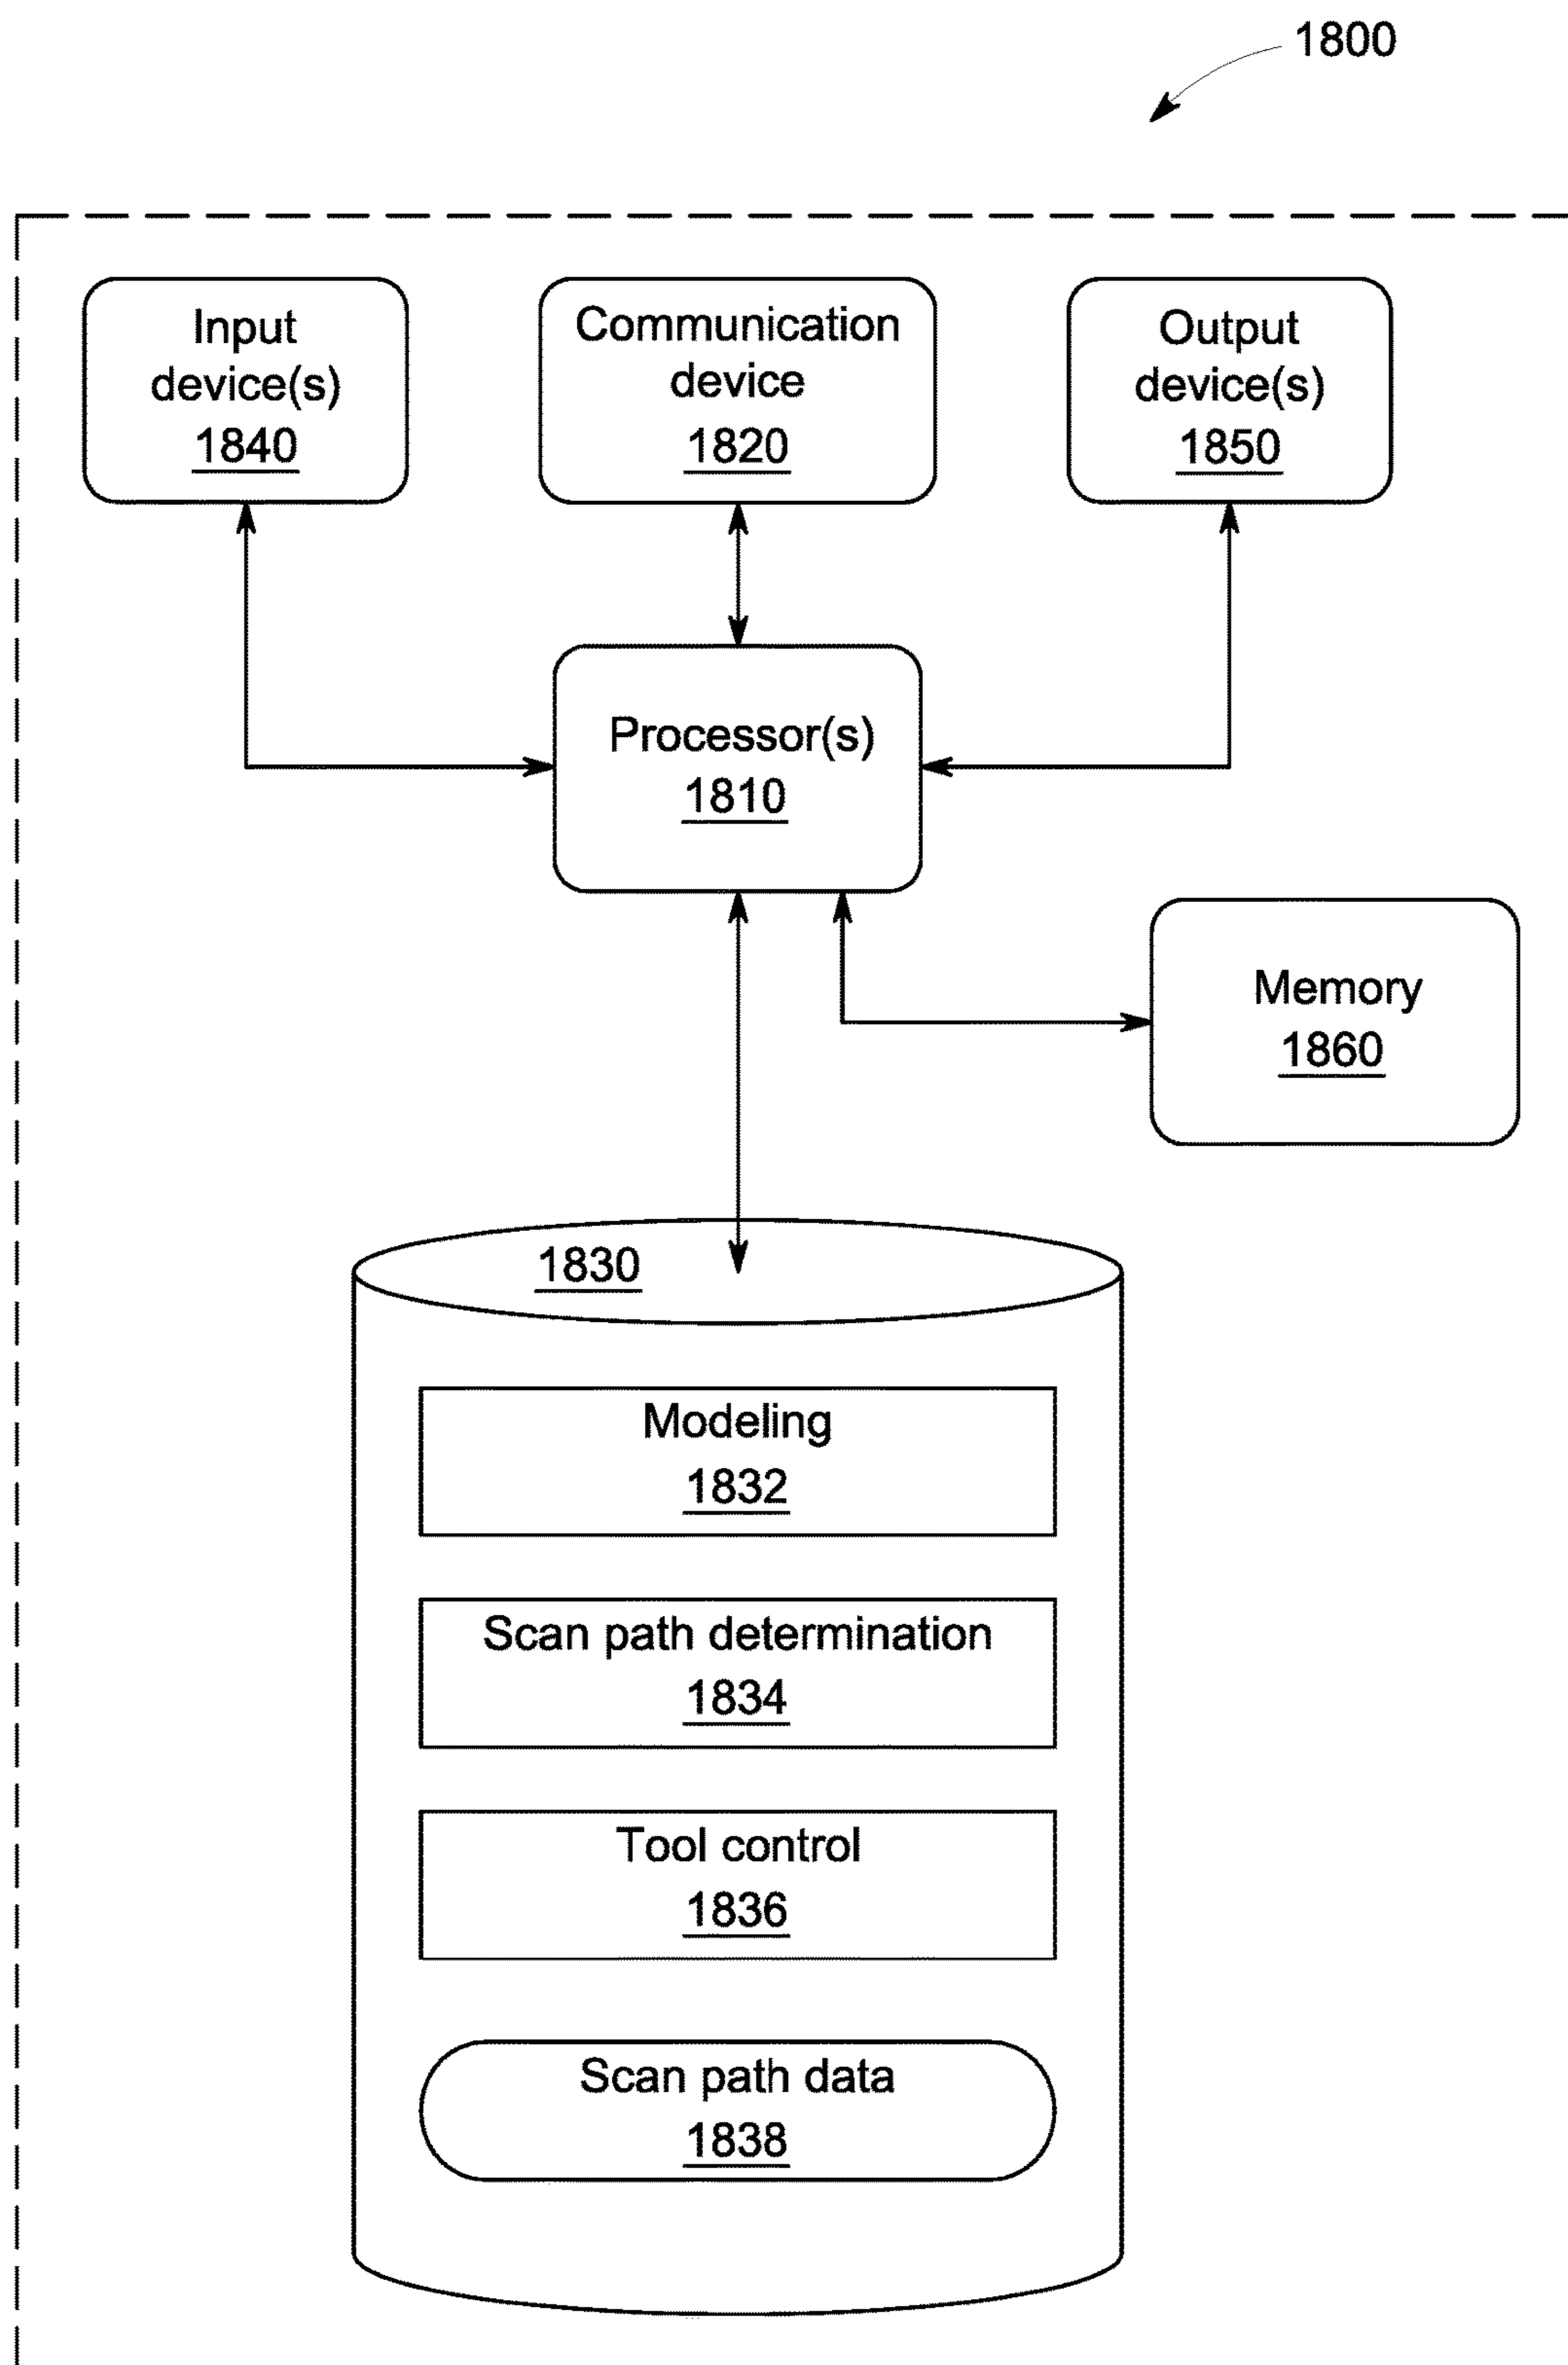 1800
Input
device(s)
1840
Communication
device
1820
Output
device(s)
1850
Processor(s)
1810
Memory
1860
1830
Modeling
1832
Scan path determination
1834
Tool control
1836
Scan path data
1838